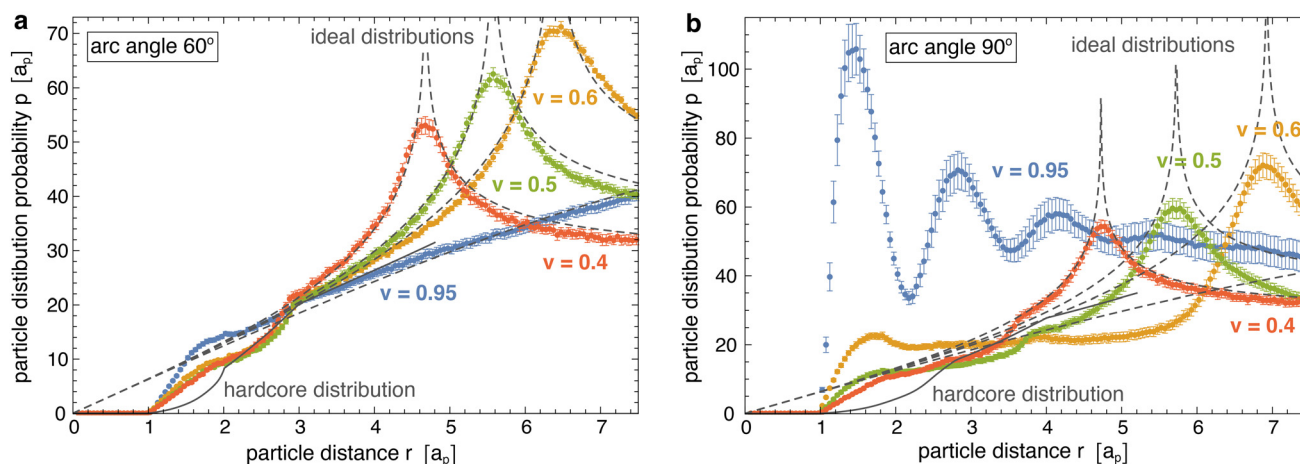 a
arc angle 60°
ideal distributions
v = 0.6
v = 0.5
v = 0.4
v = 0.95
hardcore distribution
particle distibution probability p [aₚ]
0
10
20
30
40
50
60
70
0
1
2
3
4
5
6
7
particle distance r [aₚ]
b
arc angle 90°
ideal distributions
v = 0.6
v = 0.95
v = 0.5
v = 0.4
hardcore distribution
particle distibution probability p [aₚ]
0
20
40
60
80
100
0
1
2
3
4
5
6
7
particle distance r [aₚ]